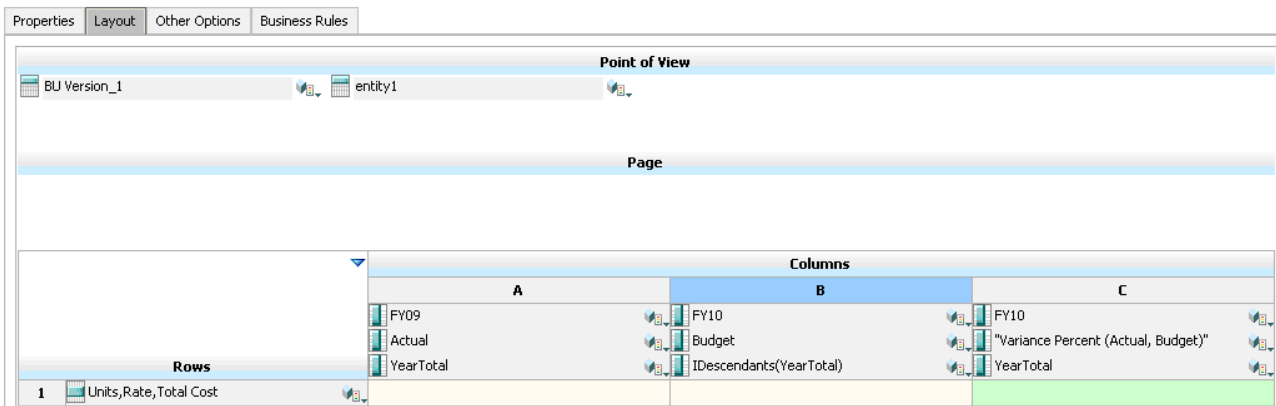 Properties Layout Other Options Business Rules
Point of View
BU Version_1 entity1
Page
Columns
A B C
FY09 FY10 FY10
Actual Budget "Variance Percent (Actual, Budget)"
Rows YearTotal IDescendants(YearTotal) YearTotal
1 Units,Rate,Total Cost